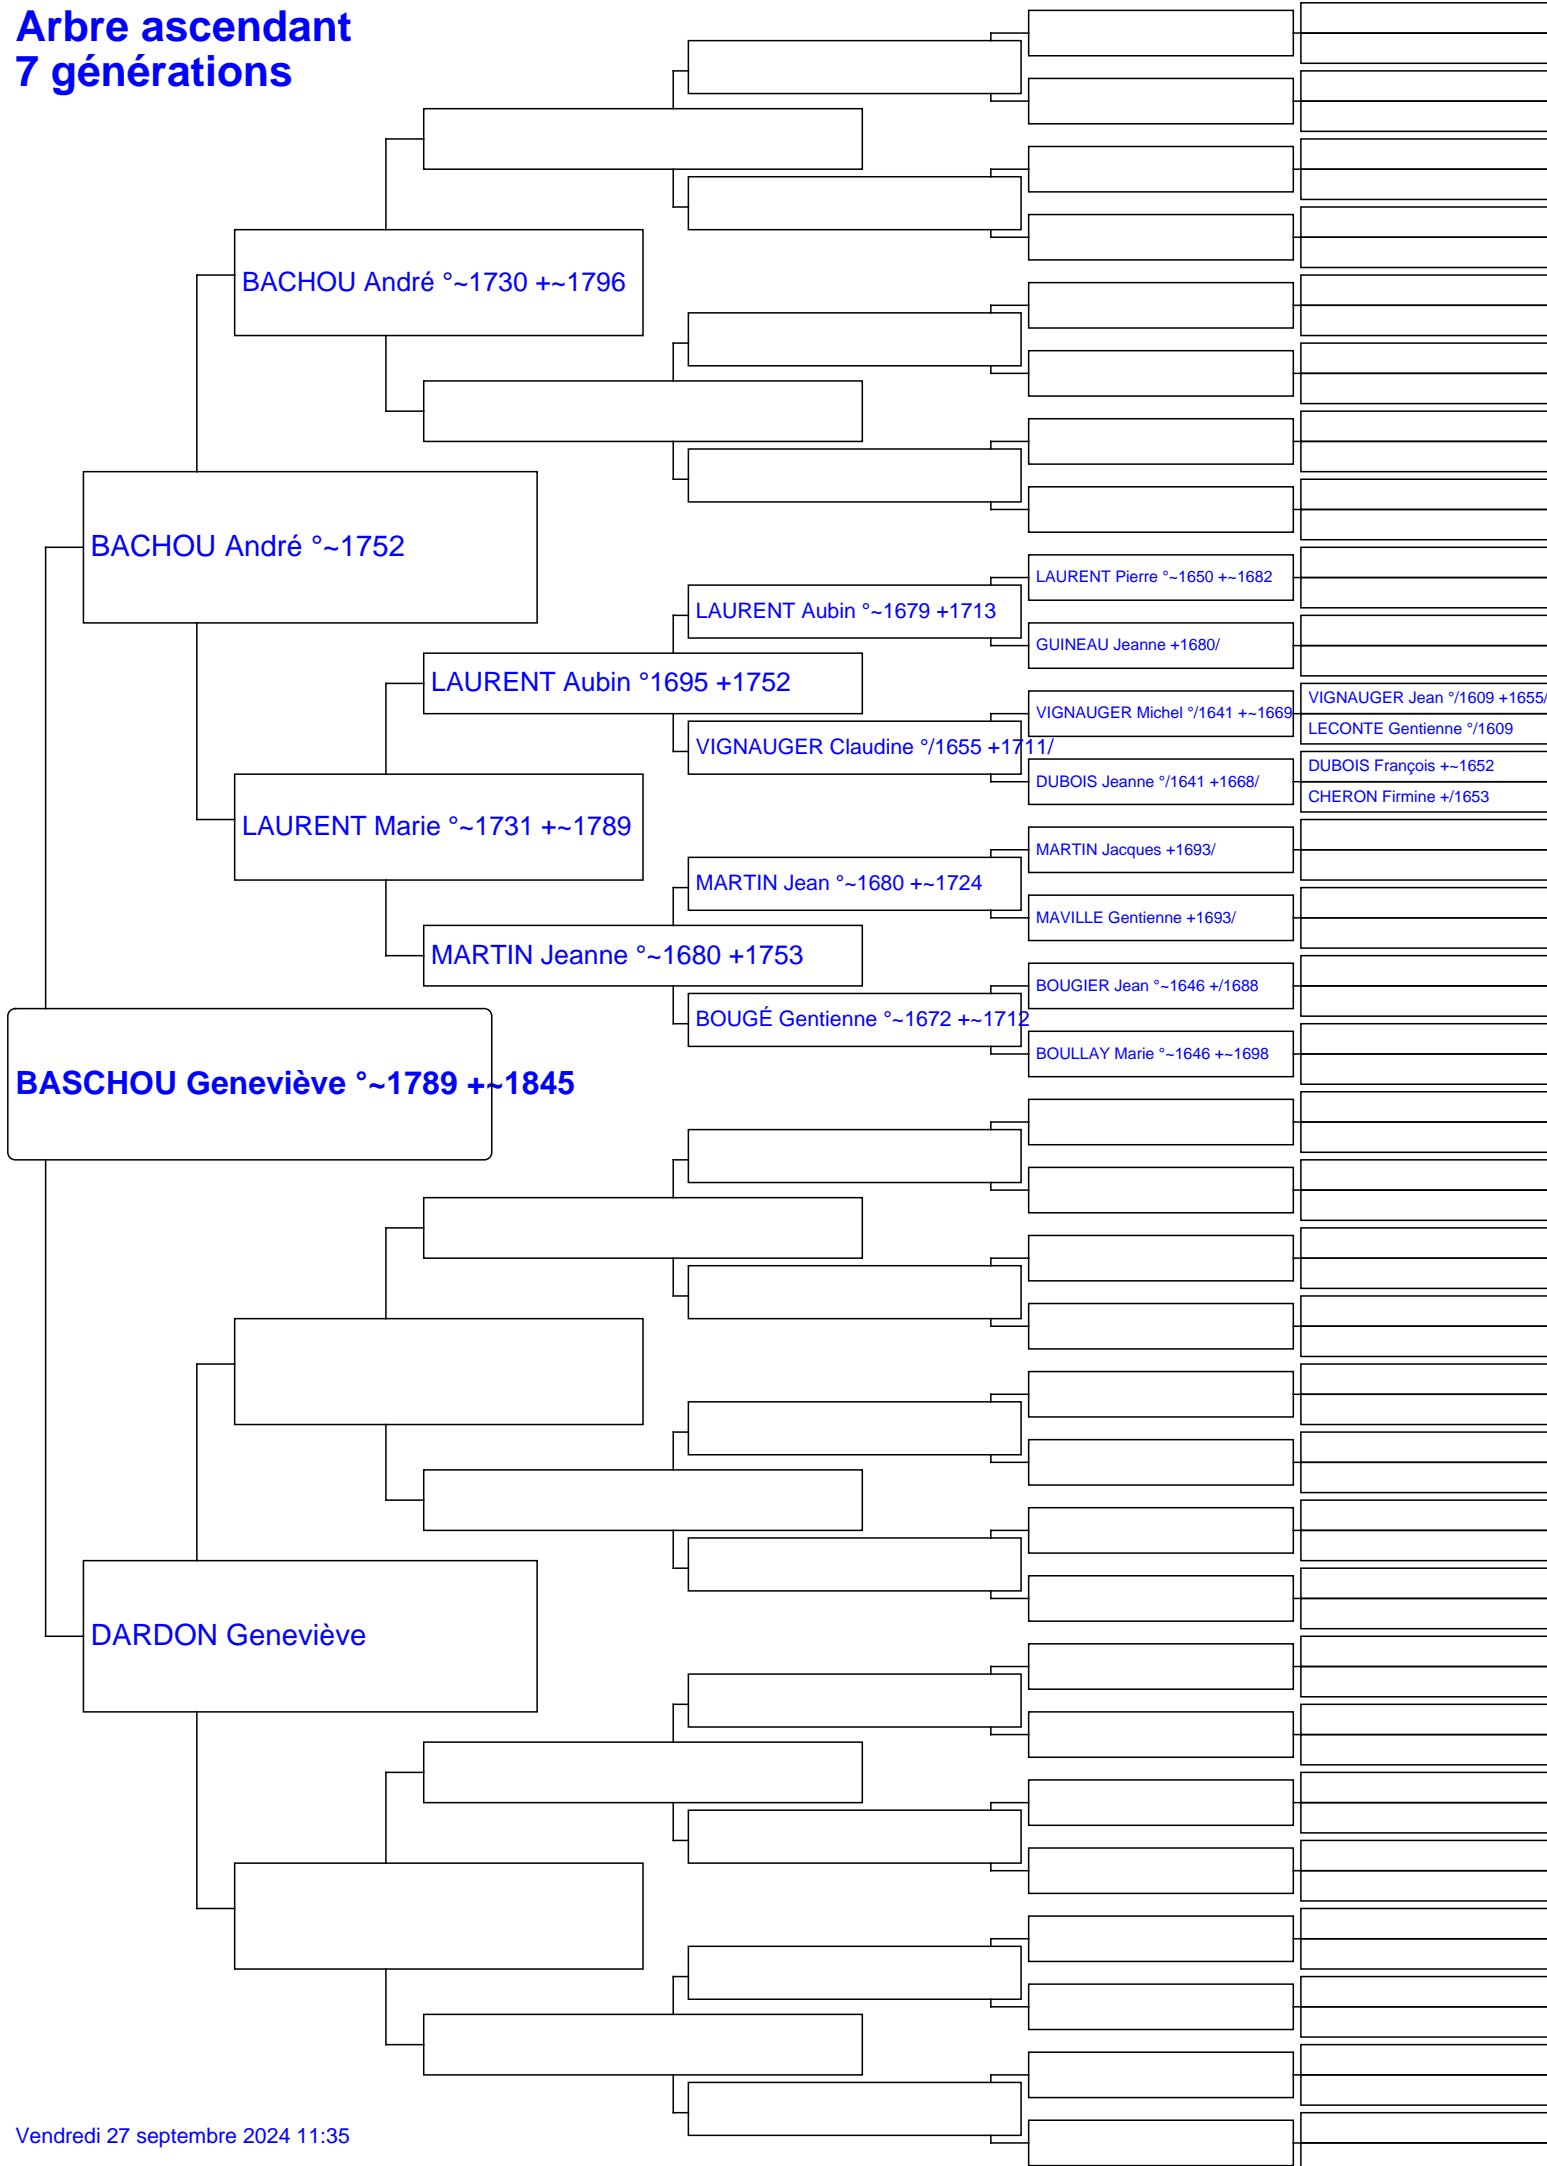 Arbre ascendant
7 générations
BACHOU André °~1730 +~1796
BACHOU André °~1752
LAURENT Pierre °~1650 +~1682
LAURENT Aubin °~1679 +1713
GUINEAU Jeanne +1680/
LAURENT Aubin °1695 +1752
VIGNAUGER Jean °/1609 +1655/
VIGNAUGER Michel °/1641 +~1669
LECONTE Gentienne °/1609
VIGNAUGER Claudine °/1655 +1711/
DUBOIS François +~1652
DUBOIS Jeanne °/1641 +1668/
CHERON Firmine +/1653
LAURENT Marie °~1731 +~1789
MARTIN Jacques +1693/
MARTIN Jean °~1680 +~1724
MAVILLE Gentienne +1693/
MARTIN Jeanne °~1680 +1753
BOUGIER Jean °~1646 +/1688
BOUGÉ Gentienne °~1672 +~1712
BOULLAY Marie °~1646 +~1698
BASCHOU Geneviève °~1789 +~1845
DARDON Geneviève
Vendredi 27 septembre 2024 11:35